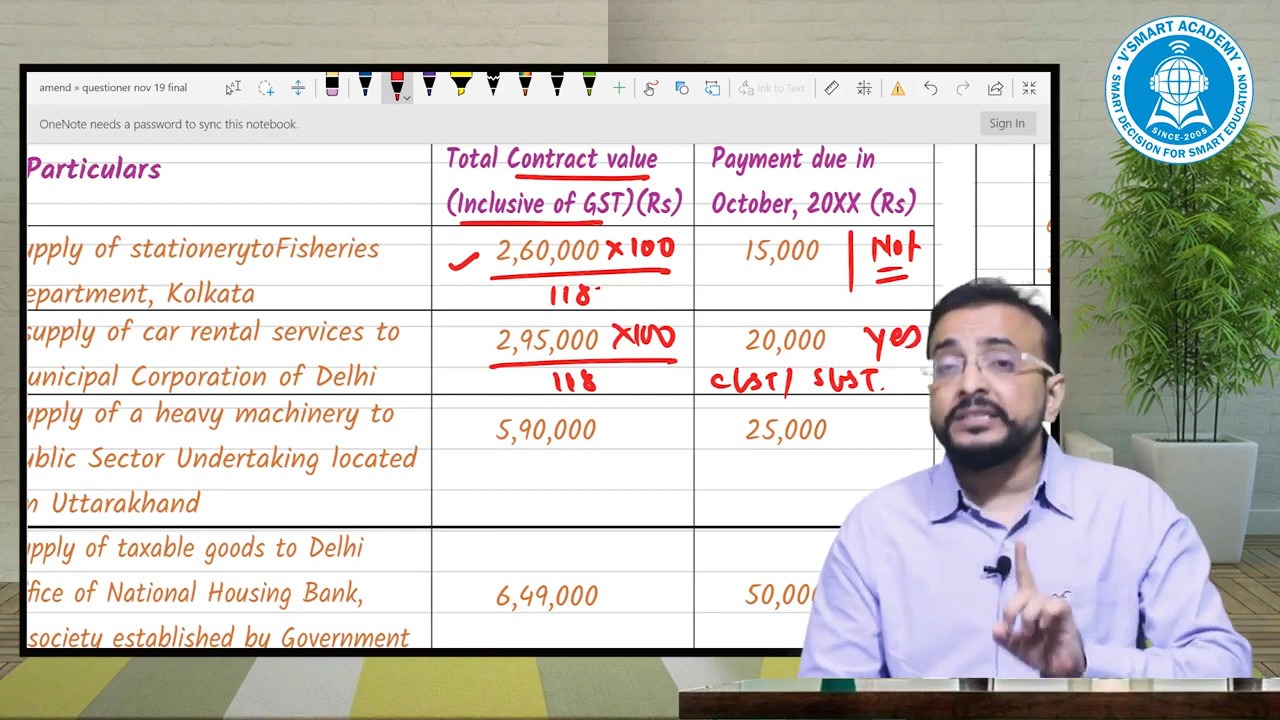 amend » questioner nov 19 final
Ink to Text
OneNote needs a password to sync this notebook.
Sign In
Particulars
Total Contract value
(Inclusive of GST)(Rs)
Payment due in
October, 20XX (Rs)
upply of stationerytoFisheries
epartment, Kolkata
2,60,000 ×100
118
15,000
Not
supply of car rental services to
unicipal Corporation of Delhi
2,95,000 ×100
118
20,000 Yes
CGST/ SGST.
upply of a heavy machinery to
ublic Sector Undertaking located
n Uttarakhand
5,90,000
25,000
upply of taxable goods to Delhi
ffice of National Housing Bank,
society established by Government
6,49,000
50,00
V'SMART ACADEMY
SMART DECISION FOR SMART EDUCATION
SINCE-2005